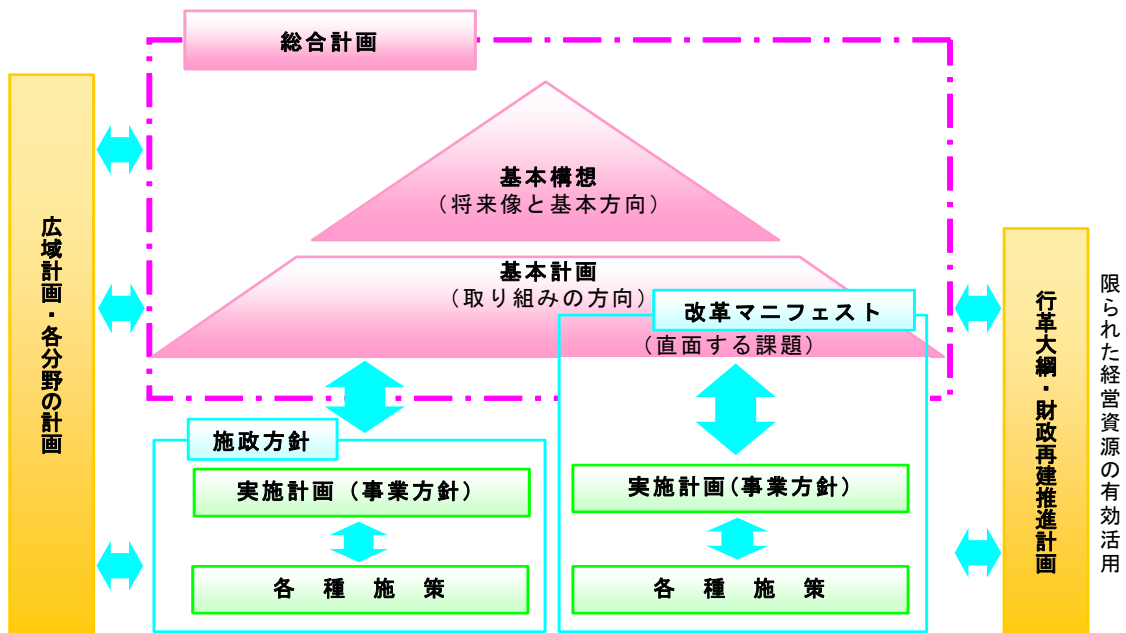 総合計画
基本構想
（将来像と基本方向）
基本計画
（取り組みの方向）
改革マニフェスト
（直面する課題）
広域計画・各分野の計画
行革大綱・財政再建推進計画
限られた経営資源の有効活用
施政方針
実施計画（事業方針）
各種施策
実施計画（事業方針）
各種施策